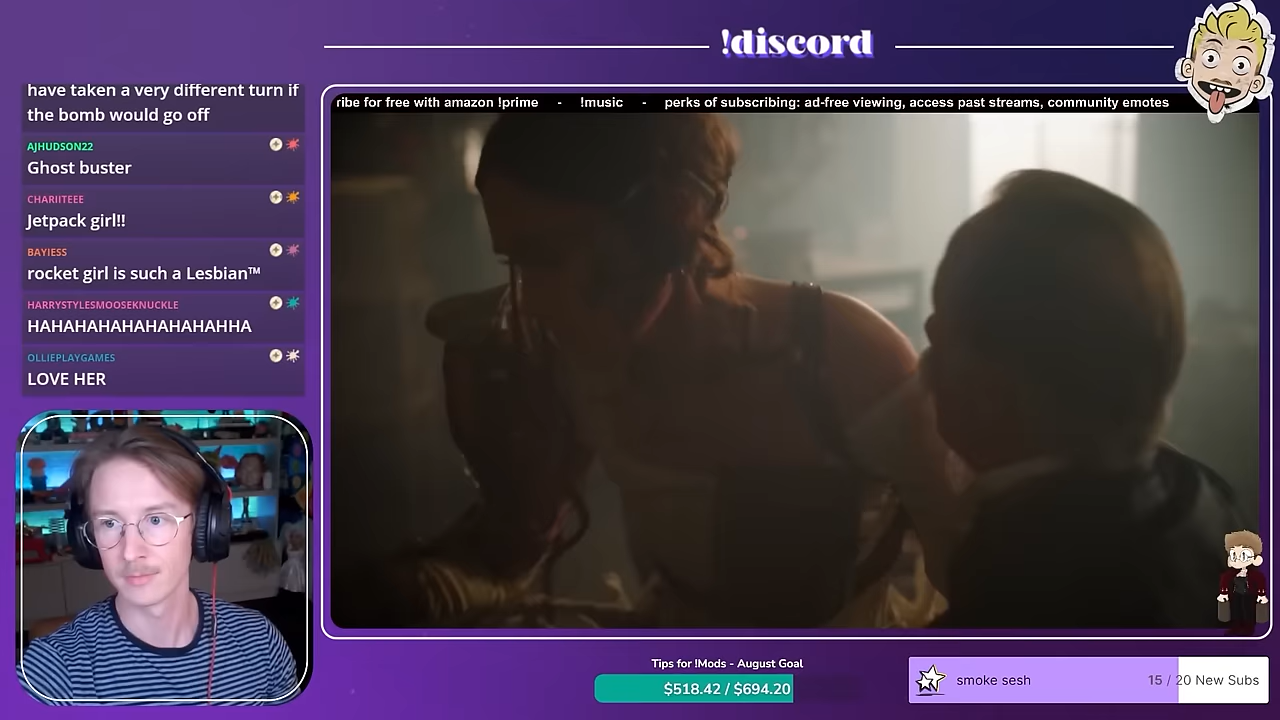 !discord
ribe for free with amazon !prime - !music - perks of subscribing: ad-free viewing, access past streams, community emotes
have taken a very different turn if
the bomb would go off
AJHUDSON22
Ghost buster
CHARIITEEE
Jetpack girl!!
BAYIESS
rocket girl is such a Lesbian™
HARRYSTYLESMOOSEKNUCKLE
HAHAHAHAHAHAHAHAHHA
OLLIEPLAYGAMES
LOVE HER
Tips for !Mods - August Goal
$518.42 / $694.20
smoke sesh
15 / 20 New Subs